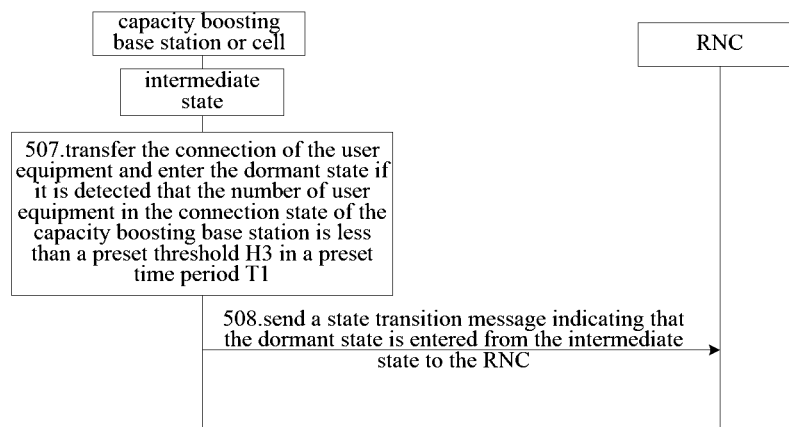 capacity boosting
base station or cell
RNC
intermediate
state
507.transfer the connection of the user
equipment and enter the dormant state if
it is detected that the number of user
equipment in the connection state of the
capacity boosting base station is less
than a preset threshold H3 in a preset
time period T1
508.send a state transition message indicating that
the dormant state is entered from the intermediate
state to the RNC